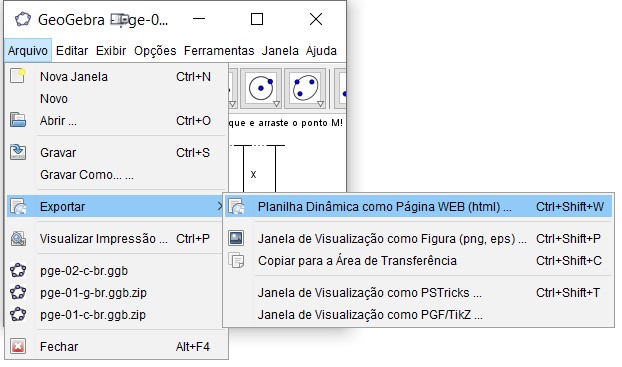 GeoGebra - pge-0...
Arquivo Editar Exibir Opções Ferramentas Janela Ajuda
Nova Janela Ctrl+N
Novo
Abrir ... Ctrl+O
que e arraste o ponto M!
Gravar Ctrl+S
Gravar Como... ...
x
Exportar
Planilha Dinâmica como Página WEB (html) ... Ctrl+Shift+W
Visualizar Impressão ... Ctrl+P
Janela de Visualização como Figura (png, eps) ... Ctrl+Shift+P
Copiar para a Área de Transferência Ctrl+Shift+C
pge-02-c-br.ggb
pge-01-g-br.ggb.zip
Janela de Visualização como PSTricks ... Ctrl+Shift+T
pge-01-c-br.ggb.zip
Janela de Visualização como PGF/TikZ ...
Fechar Alt+F4